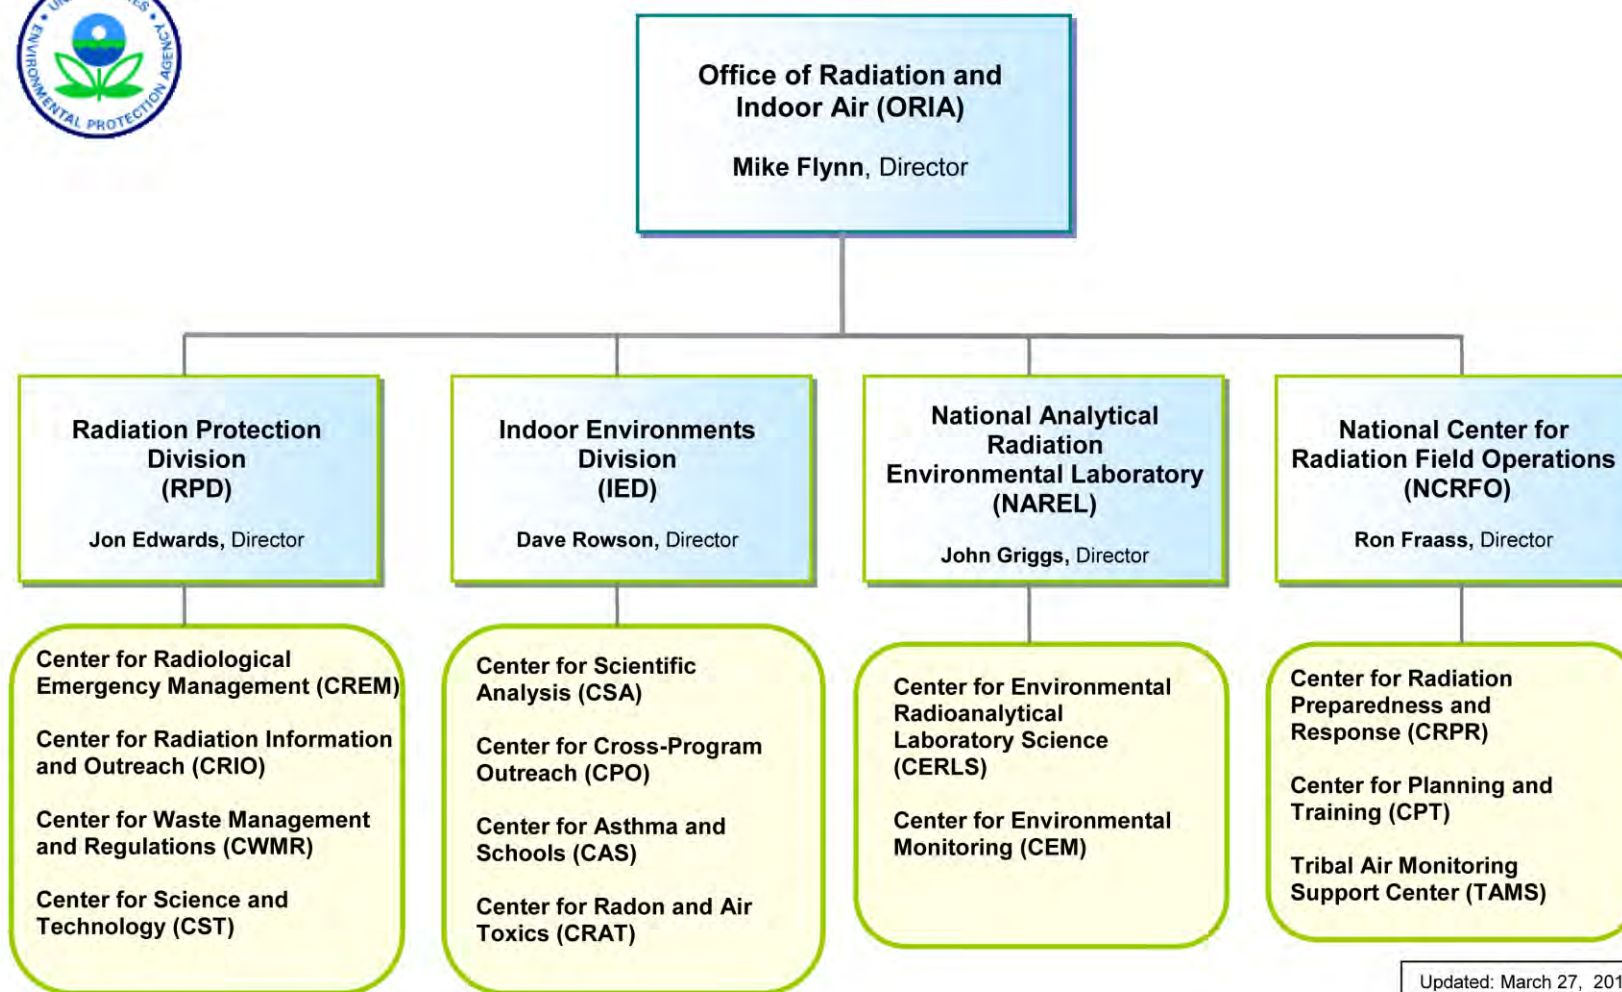 ENVIRONMENTAL PROTECTION AGENCY
Office of Radiation and
Indoor Air (ORIA)
Mike Flynn, Director
Radiation Protection
Division
(RPD)
Jon Edwards, Director
Indoor Environments
Division
(IED)
Dave Rowson, Director
National Analytical
Radiation
Environmental Laboratory
(NAREL)
John Griggs, Director
National Center for
Radiation Field Operations
(NCRFO)
Ron Fraass, Director
Center for Radiological
Emergency Management (CREM)
Center for Radiation Information
and Outreach (CRIO)
Center for Waste Management
and Regulations (CWMR)
Center for Science and
Technology (CST)
Center for Scientific
Analysis (CSA)
Center for Cross-Program
Outreach (CPO)
Center for Asthma and
Schools (CAS)
Center for Radon and Air
Toxics (CRAT)
Center for Environmental
Radioanalytical
Laboratory Science
(CERLS)
Center for Environmental
Monitoring (CEM)
Center for Radiation
Preparedness and
Response (CRPR)
Center for Planning and
Training (CPT)
Tribal Air Monitoring
Support Center (TAMS)
Updated: March 27, 201